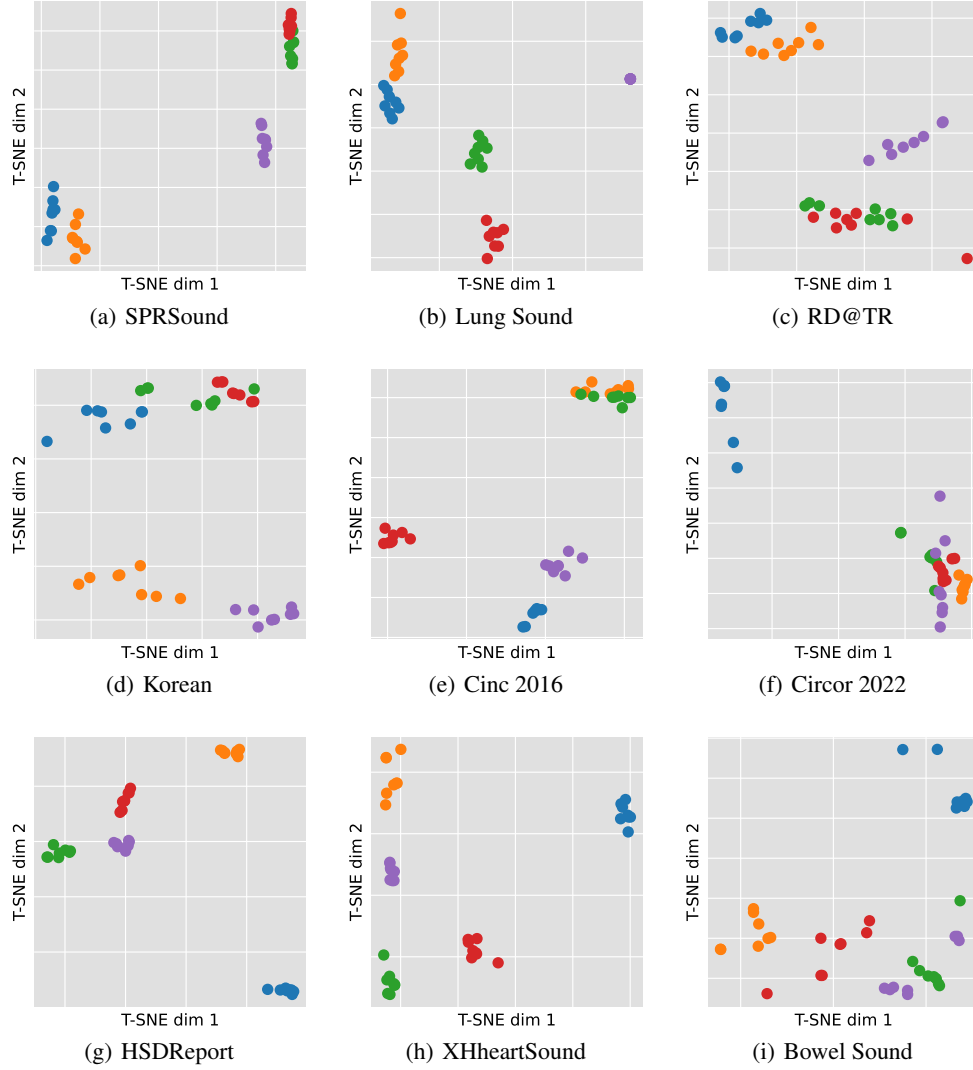 T-SNE dim 2
T-SNE dim 1
(a) SPRSound
T-SNE dim 2
T-SNE dim 1
(b) Lung Sound
T-SNE dim 2
T-SNE dim 1
(c) RD@TR
T-SNE dim 2
T-SNE dim 1
(d) Korean
T-SNE dim 2
T-SNE dim 1
(e) Cinc 2016
T-SNE dim 2
T-SNE dim 1
(f) Circor 2022
T-SNE dim 2
T-SNE dim 1
(g) HSDReport
T-SNE dim 2
T-SNE dim 1
(h) XHheartSound
T-SNE dim 2
T-SNE dim 1
(i) Bowel Sound